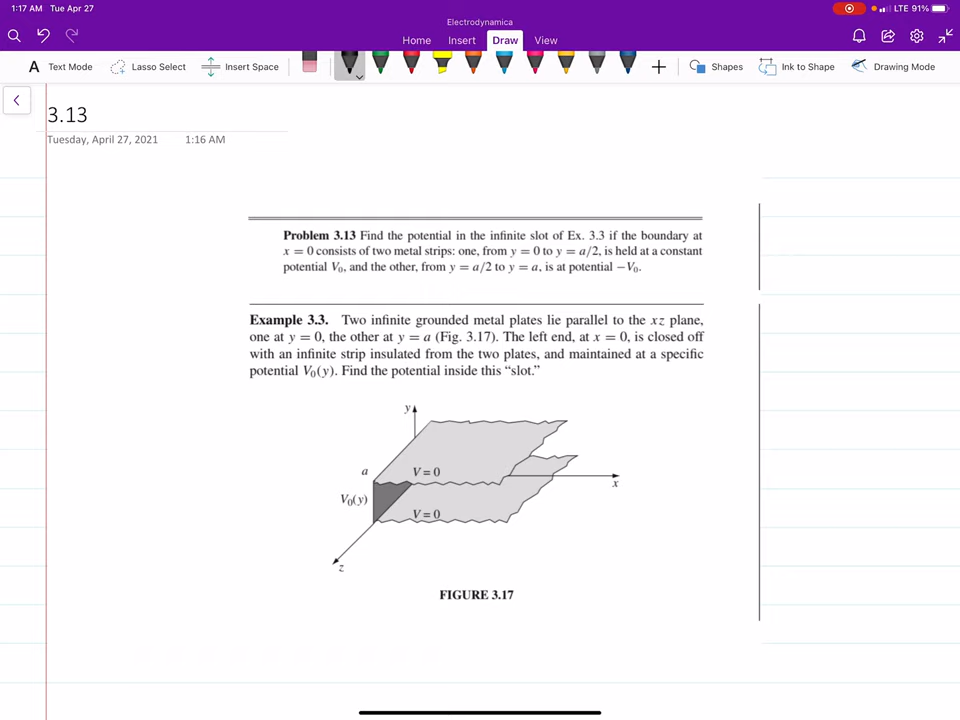 1:17 AM Tue Apr 27
LTE 91%
Electrodynamica
Home Insert Draw View
A Text Mode Lasso Select Insert Space Shapes Ink to Shape Drawing Mode
3.13
Tuesday, April 27, 2021 1:16 AM
Problem 3.13 Find the potential in the infinite slot of Ex. 3.3 if the boundary at
x = 0 consists of two metal strips: one, from y = 0 to y = a/2, is held at a constant
potential V₀, and the other, from y = a/2 to y = a, is at potential −V₀.
Example 3.3. Two infinite grounded metal plates lie parallel to the xz plane,
one at y = 0, the other at y = a (Fig. 3.17). The left end, at x = 0, is closed off
with an infinite strip insulated from the two plates, and maintained at a specific
potential V₀(y). Find the potential inside this “slot.”
y
a
V = 0
x
V₀(y)
V = 0
z
FIGURE 3.17